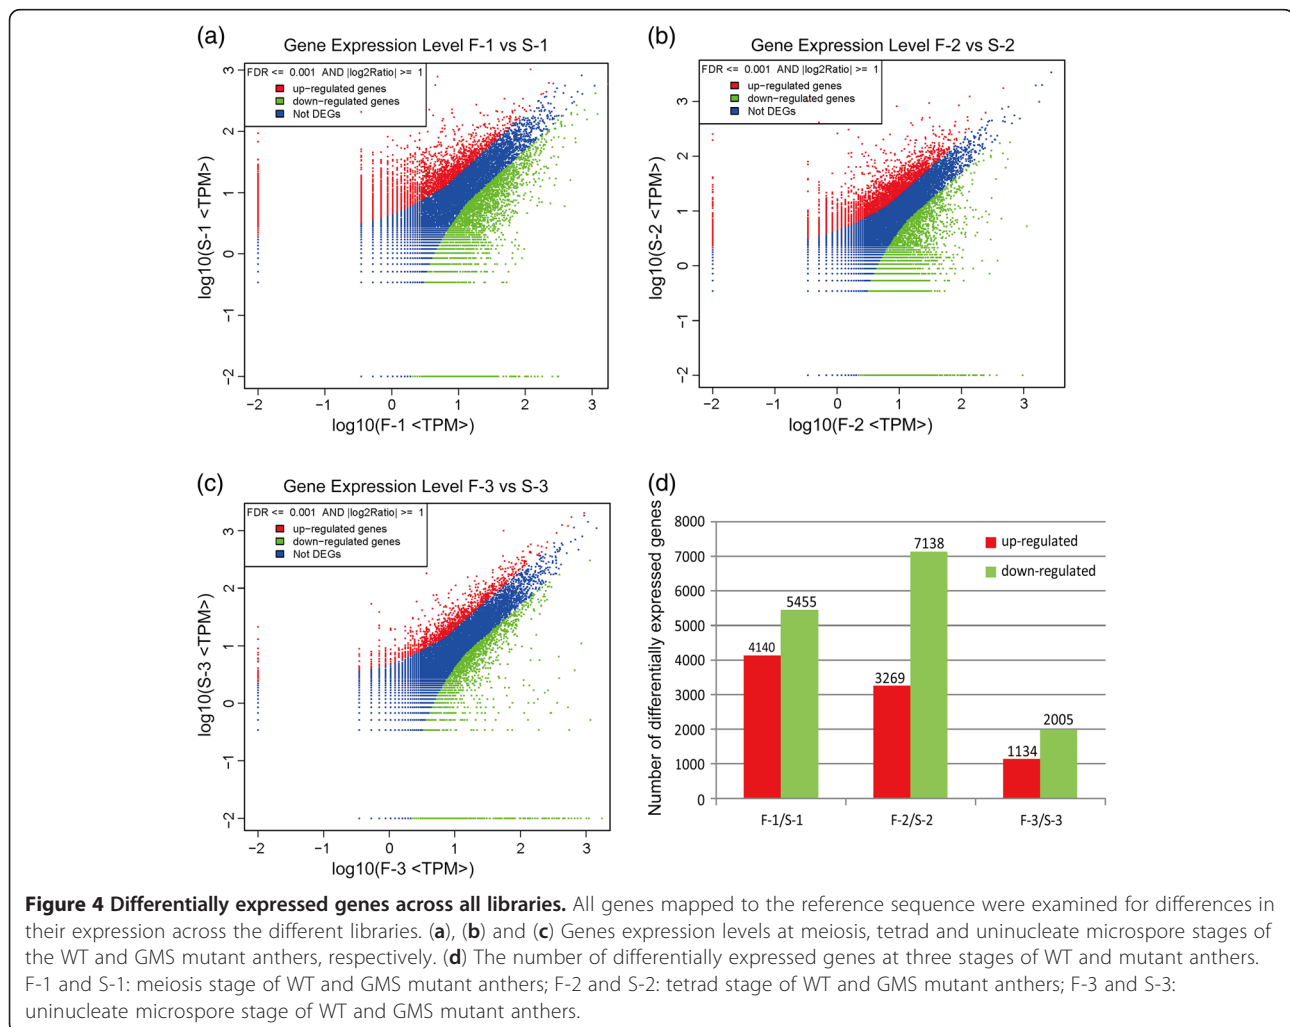 (a)
Gene Expression Level F-1 vs S-1
FDR <= 0.001 AND |log2Ratio| >= 1
up-regulated genes
down-regulated genes
Not DEGs
log10(S-1 <TPM>)
3
2
1
0
−1
−2
−2 −1 0 1 2 3
log10(F-1 <TPM>)
(b)
Gene Expression Level F-2 vs S-2
FDR <= 0.001 AND |log2Ratio| >= 1
up-regulated genes
down-regulated genes
Not DEGs
log10(S-2 <TPM>)
3
2
1
0
−1
−2
−2 −1 0 1 2 3
log10(F-2 <TPM>)
(c)
Gene Expression Level F-3 vs S-3
FDR <= 0.001 AND |log2Ratio| >= 1
up-regulated genes
down-regulated genes
Not DEGs
log10(S-3 <TPM>)
3
2
1
0
−1
−2
−2 −1 0 1 2 3
log10(F-3 <TPM>)
(d)
Number of differentially expressed genes
8000
7000
6000
5000
4000
3000
2000
1000
0
up-regulated
down-regulated
4140 5455
3269 7138
1134 2005
F-1/S-1 F-2/S-2 F-3/S-3
Figure 4 Differentially expressed genes across all libraries. All genes mapped to the reference sequence were examined for differences in
their expression across the different libraries. (a), (b) and (c) Genes expression levels at meiosis, tetrad and uninucleate microspore stages of
the WT and GMS mutant anthers, respectively. (d) The number of differentially expressed genes at three stages of WT and mutant anthers.
F-1 and S-1: meiosis stage of WT and GMS mutant anthers; F-2 and S-2: tetrad stage of WT and GMS mutant anthers; F-3 and S-3:
uninucleate microspore stage of WT and GMS mutant anthers.